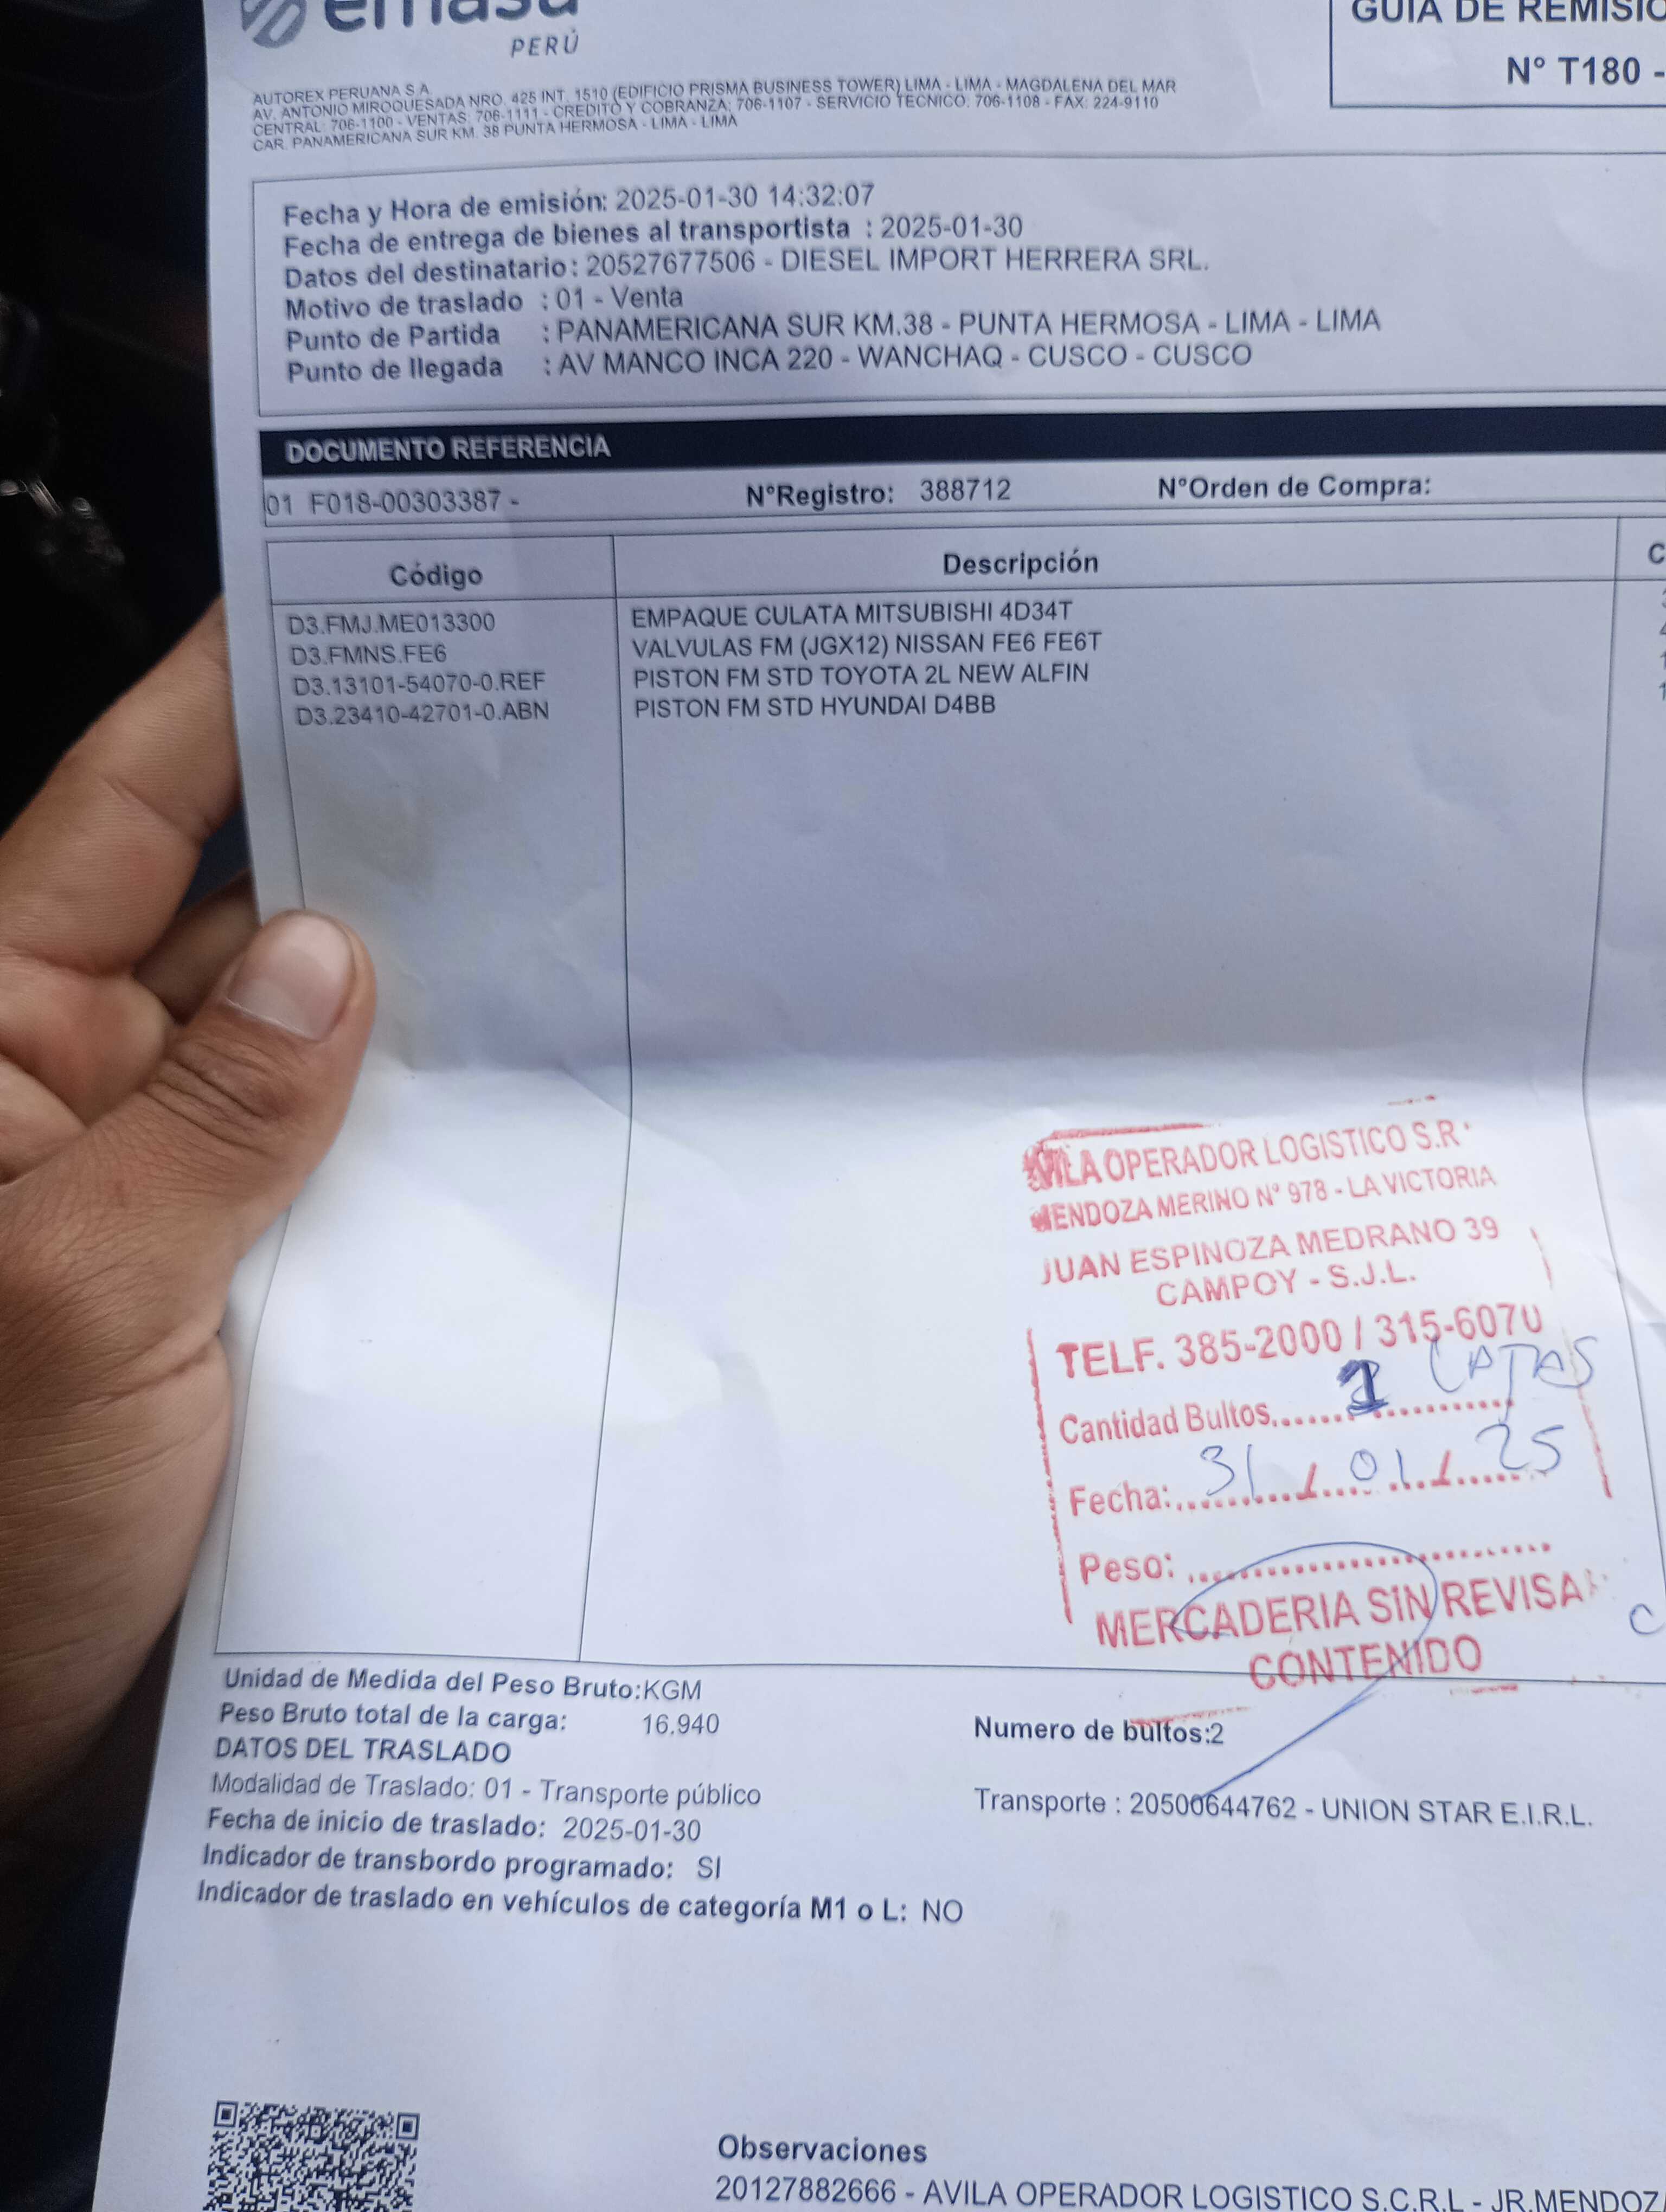 emasa
PERÚ
GUIA DE REMISIÓ
N° T180 -
AUTOREX PERUANA S.A.
AV. ANTONIO MIROQUESADA NRO. 425 INT. 1510 (EDIFICIO PRISMA BUSINESS TOWER) LIMA - LIMA - MAGDALENA DEL MAR
CENTRAL: 706-1100 - VENTAS: 706-1111 - CREDITO Y COBRANZA: 706-1107 - SERVICIO TECNICO: 706-1108 - FAX: 224-9110
CAR. PANAMERICANA SUR KM. 38 PUNTA HERMOSA - LIMA - LIMA
Fecha y Hora de emisión: 2025-01-30 14:32:07
Fecha de entrega de bienes al transportista : 2025-01-30
Datos del destinatario: 20527677506 - DIESEL IMPORT HERRERA SRL.
Motivo de traslado : 01 - Venta
Punto de Partida : PANAMERICANA SUR KM.38 - PUNTA HERMOSA - LIMA - LIMA
Punto de llegada : AV MANCO INCA 220 - WANCHAQ - CUSCO - CUSCO
DOCUMENTO REFERENCIA
01 F018-00303387 - N°Registro: 388712 N°Orden de Compra:
Código Descripción C
D3.FMJ.ME013300 EMPAQUE CULATA MITSUBISHI 4D34T
D3.FMNS.FE6 VALVULAS FM (JGX12) NISSAN FE6 FE6T
D3.13101-54070-0.REF PISTON FM STD TOYOTA 2L NEW ALFIN
D3.23410-42701-0.ABN PISTON FM STD HYUNDAI D4BB
OPERADOR LOGISTICO S.R
MENDOZA MERINO N° 978 - LA VICTORIA
JUAN ESPINOZA MEDRANO 39
CAMPOY - S.J.L.
TELF. 385-2000 / 315-6070
Cantidad Bultos....... 1 CAJAS
Fecha: 31 / 01 / 25
Peso: ..........
MERCADERIA SIN REVISAR
CONTENIDO
Unidad de Medida del Peso Bruto:KGM
Peso Bruto total de la carga: 16.940 Numero de bultos:2
DATOS DEL TRASLADO
Modalidad de Traslado: 01 - Transporte público Transporte : 20500644762 - UNION STAR E.I.R.L.
Fecha de inicio de traslado: 2025-01-30
Indicador de transbordo programado: SI
Indicador de traslado en vehículos de categoría M1 o L: NO
Observaciones
20127882666 - AVILA OPERADOR LOGISTICO S.C.R.L - JR.MENDOZA